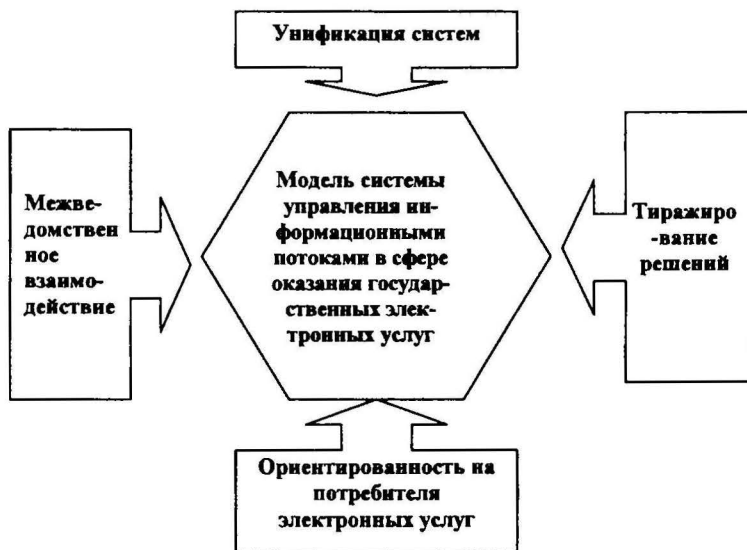 Унификация систем
Межве-
домствен
ное
взаимо-
действие
Модель системы
управления ин-
формационными
потоками в сфере
оказания государ-
ственных элек-
тронных услуг
Тиражиро
-вание
решений
Ориентированность на
потребителя
электронных услуг